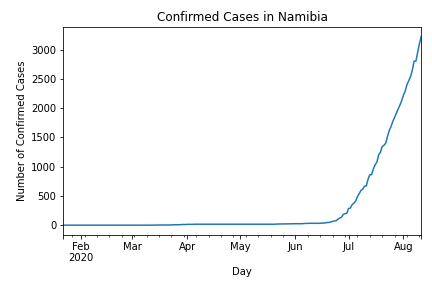 Confirmed Cases in Namibia
Number of Confirmed Cases
3000
2500
2000
1500
1000
500
0
Feb Mar Apr May Jun Jul Aug
2020
Day